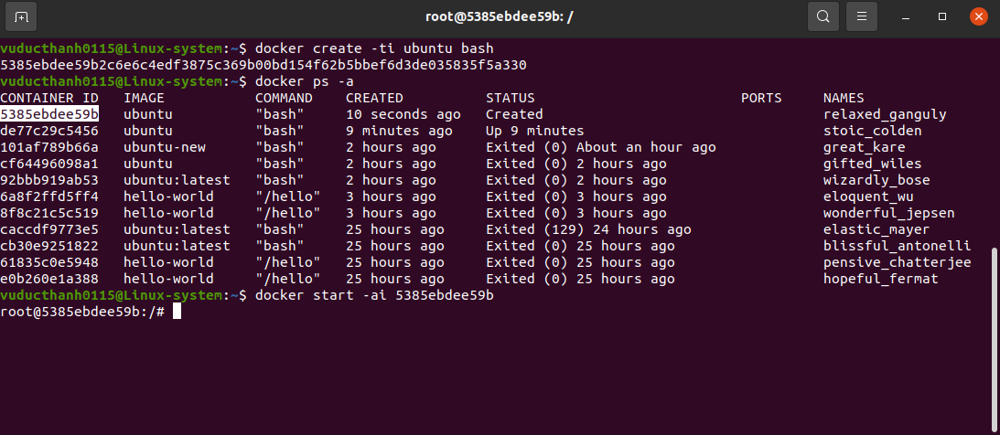 root@5385ebdee59b: /
vuducthanh0115@Linux-system:~$ docker create -ti ubuntu bash
5385ebdee59b2c6e6c4edf3875c369b00bd154f62b5bbef6d3de035835f5a330
vuducthanh0115@Linux-system:~$ docker ps -a
CONTAINER ID   IMAGE           COMMAND    CREATED          STATUS                         PORTS     NAMES
5385ebdee59b   ubuntu          "bash"     10 seconds ago   Created                                  relaxed_ganguly
de77c29c5456   ubuntu          "bash"     9 minutes ago    Up 9 minutes                             stoic_colden
101af789b66a   ubuntu-new      "bash"     2 hours ago      Exited (0) About an hour ago             great_kare
cf64496098a1   ubuntu          "bash"     2 hours ago      Exited (0) 2 hours ago                   gifted_wiles
92bbb919ab53   ubuntu:latest   "bash"     2 hours ago      Exited (0) 2 hours ago                   wizardly_bose
6a8f2ffd5ff4   hello-world     "/hello"   3 hours ago      Exited (0) 3 hours ago                   eloquent_wu
8f8c21c5c519   hello-world     "/hello"   3 hours ago      Exited (0) 3 hours ago                   wonderful_jepsen
caccdf9773e5   ubuntu:latest   "bash"     25 hours ago     Exited (129) 24 hours ago                elastic_mayer
cb30e9251822   ubuntu:latest   "bash"     25 hours ago     Exited (0) 25 hours ago                  blissful_antonelli
61835c0e5948   hello-world     "/hello"   25 hours ago     Exited (0) 25 hours ago                  pensive_chatterjee
e0b260e1a388   hello-world     "/hello"   25 hours ago     Exited (0) 25 hours ago                  hopeful_fermat
vuducthanh0115@Linux-system:~$ docker start -ai 5385ebdee59b
root@5385ebdee59b:/#